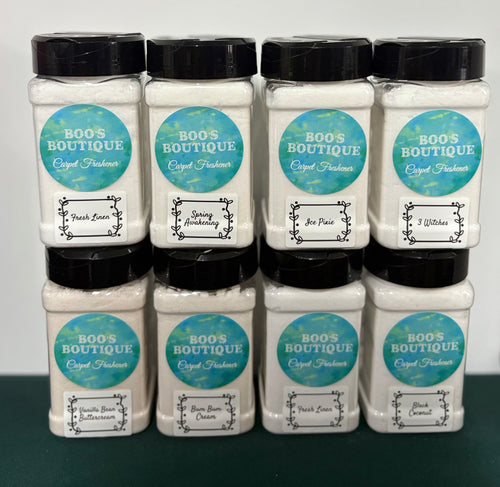 BOO'S
BOUTIQUE
Carpet Freshener
Fresh Linen
BOO'S
BOUTIQUE
Carpet Freshener
Spring
Awakening
BOO'S
BOUTIQUE
Carpet Freshener
Ice Pixie
BOO'S
BOUTIQUE
Carpet Freshener
3 Witches
BOO'S
BOUTIQUE
Carpet Freshener
Vanilla Bean
Buttercream
BOO'S
BOUTIQUE
Carpet Freshener
Bum Bum
Cream
BOO'S
BOUTIQUE
Carpet Freshener
Fresh Linen
BOO'S
BOUTIQUE
Carpet Freshener
Black
Coconut